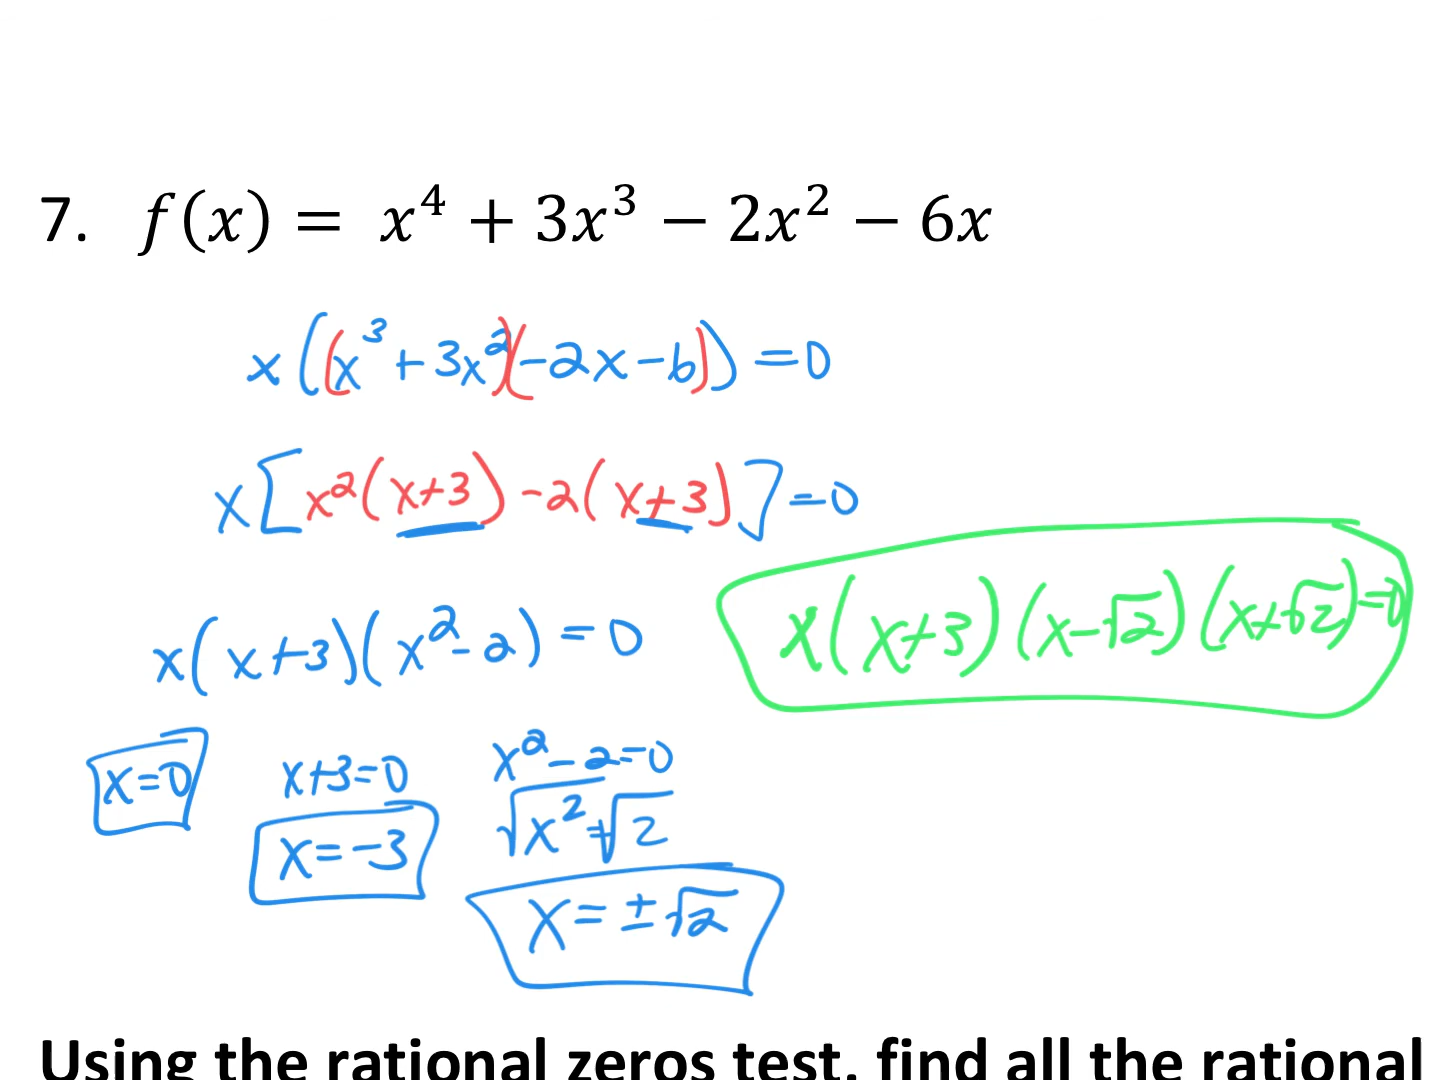 7. f(x) = x⁴ + 3x³ − 2x² − 6x
x((x³ + 3x²)(−2x − 6)) = 0
x[x²(x+3) − 2(x+3)] = 0
x(x+3)(x² − 2) = 0
x(x+3)(x−√2)(x+√2) = 0
x=0 x+3=0 x² − 2 = 0
x = −3 √x² = √2
x = ±√2
Using the rational zeros test, find all the rational